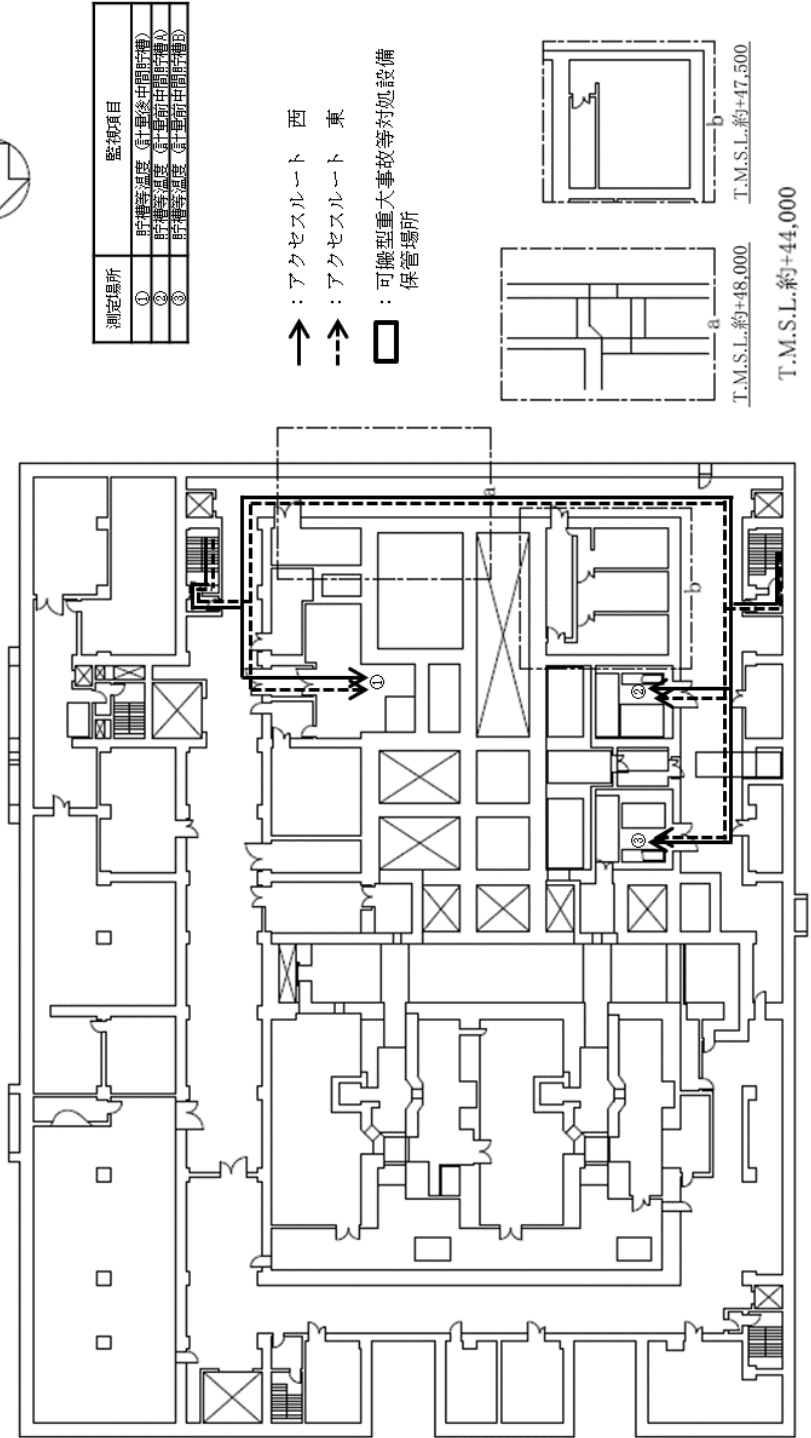 測定場所 監視項目
① 貯槽等温度（計量後中間貯槽）
② 貯槽等温度（計量前中間貯槽A）
③ 貯槽等温度（計量前中間貯槽B）
：アクセスルート 西
：アクセスルート 東
：可搬型重大事故等対処設備
保管場所
a
T.M.S.L.約+48,000
b
T.M.S.L.約+47,500
T.M.S.L.約+44,000
a
b
①
②
③